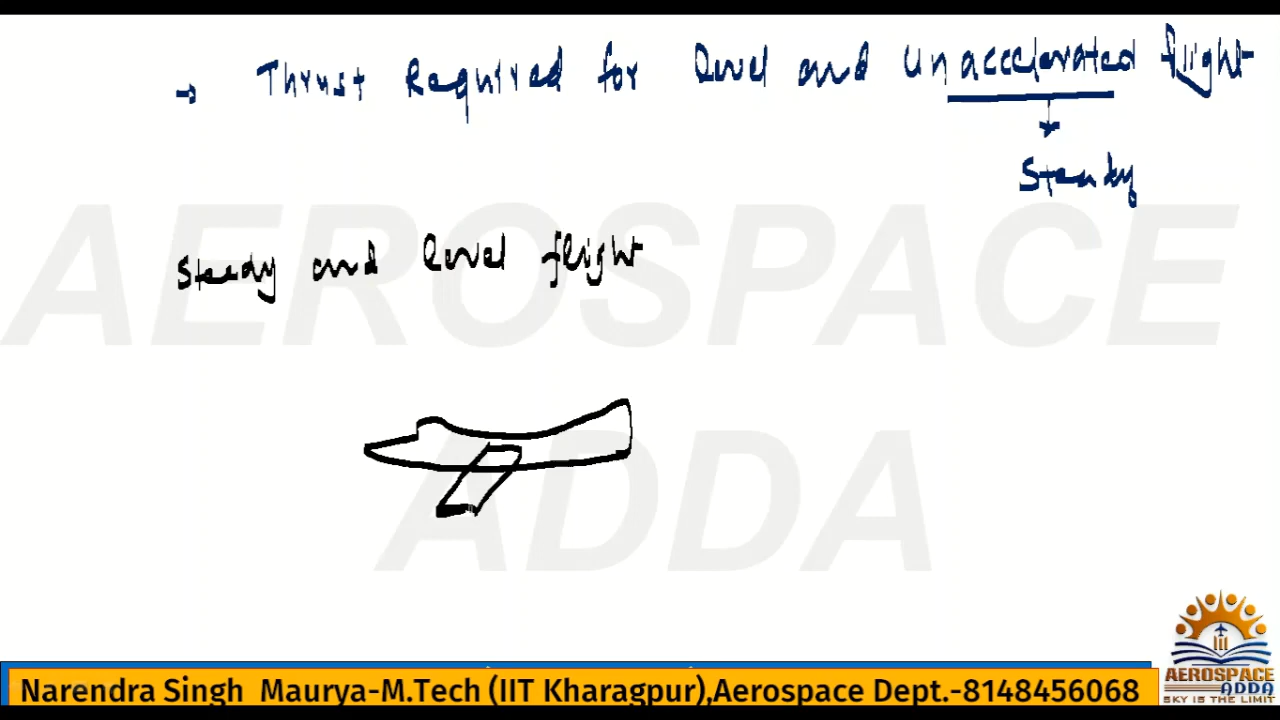 → Thrust Required for level and unaccelerated flight
Steady
Steady and level flight
AEROSPACE
ADDA
AEROSPACE
ADDA
SKY IS THE LIMIT
Narendra Singh Maurya-M.Tech (IIT Kharagpur),Aerospace Dept.-8148456068